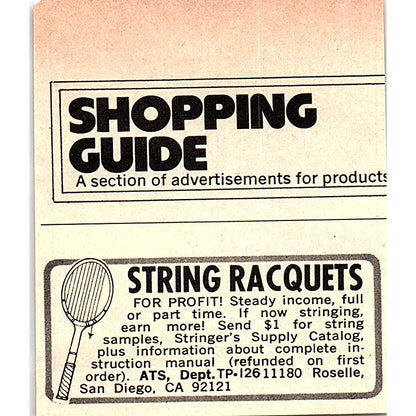 SHOPPING
GUIDE
A section of advertisements for products
STRING RACQUETS
FOR PROFIT! Steady income, full
or part time. If now stringing,
earn more! Send $1 for string
samples, Stringer's Supply Catalog,
plus information about complete in-
struction manual (refunded on first
order). ATS, Dept. TP-126 11180 Roselle,
San Diego, CA 92121